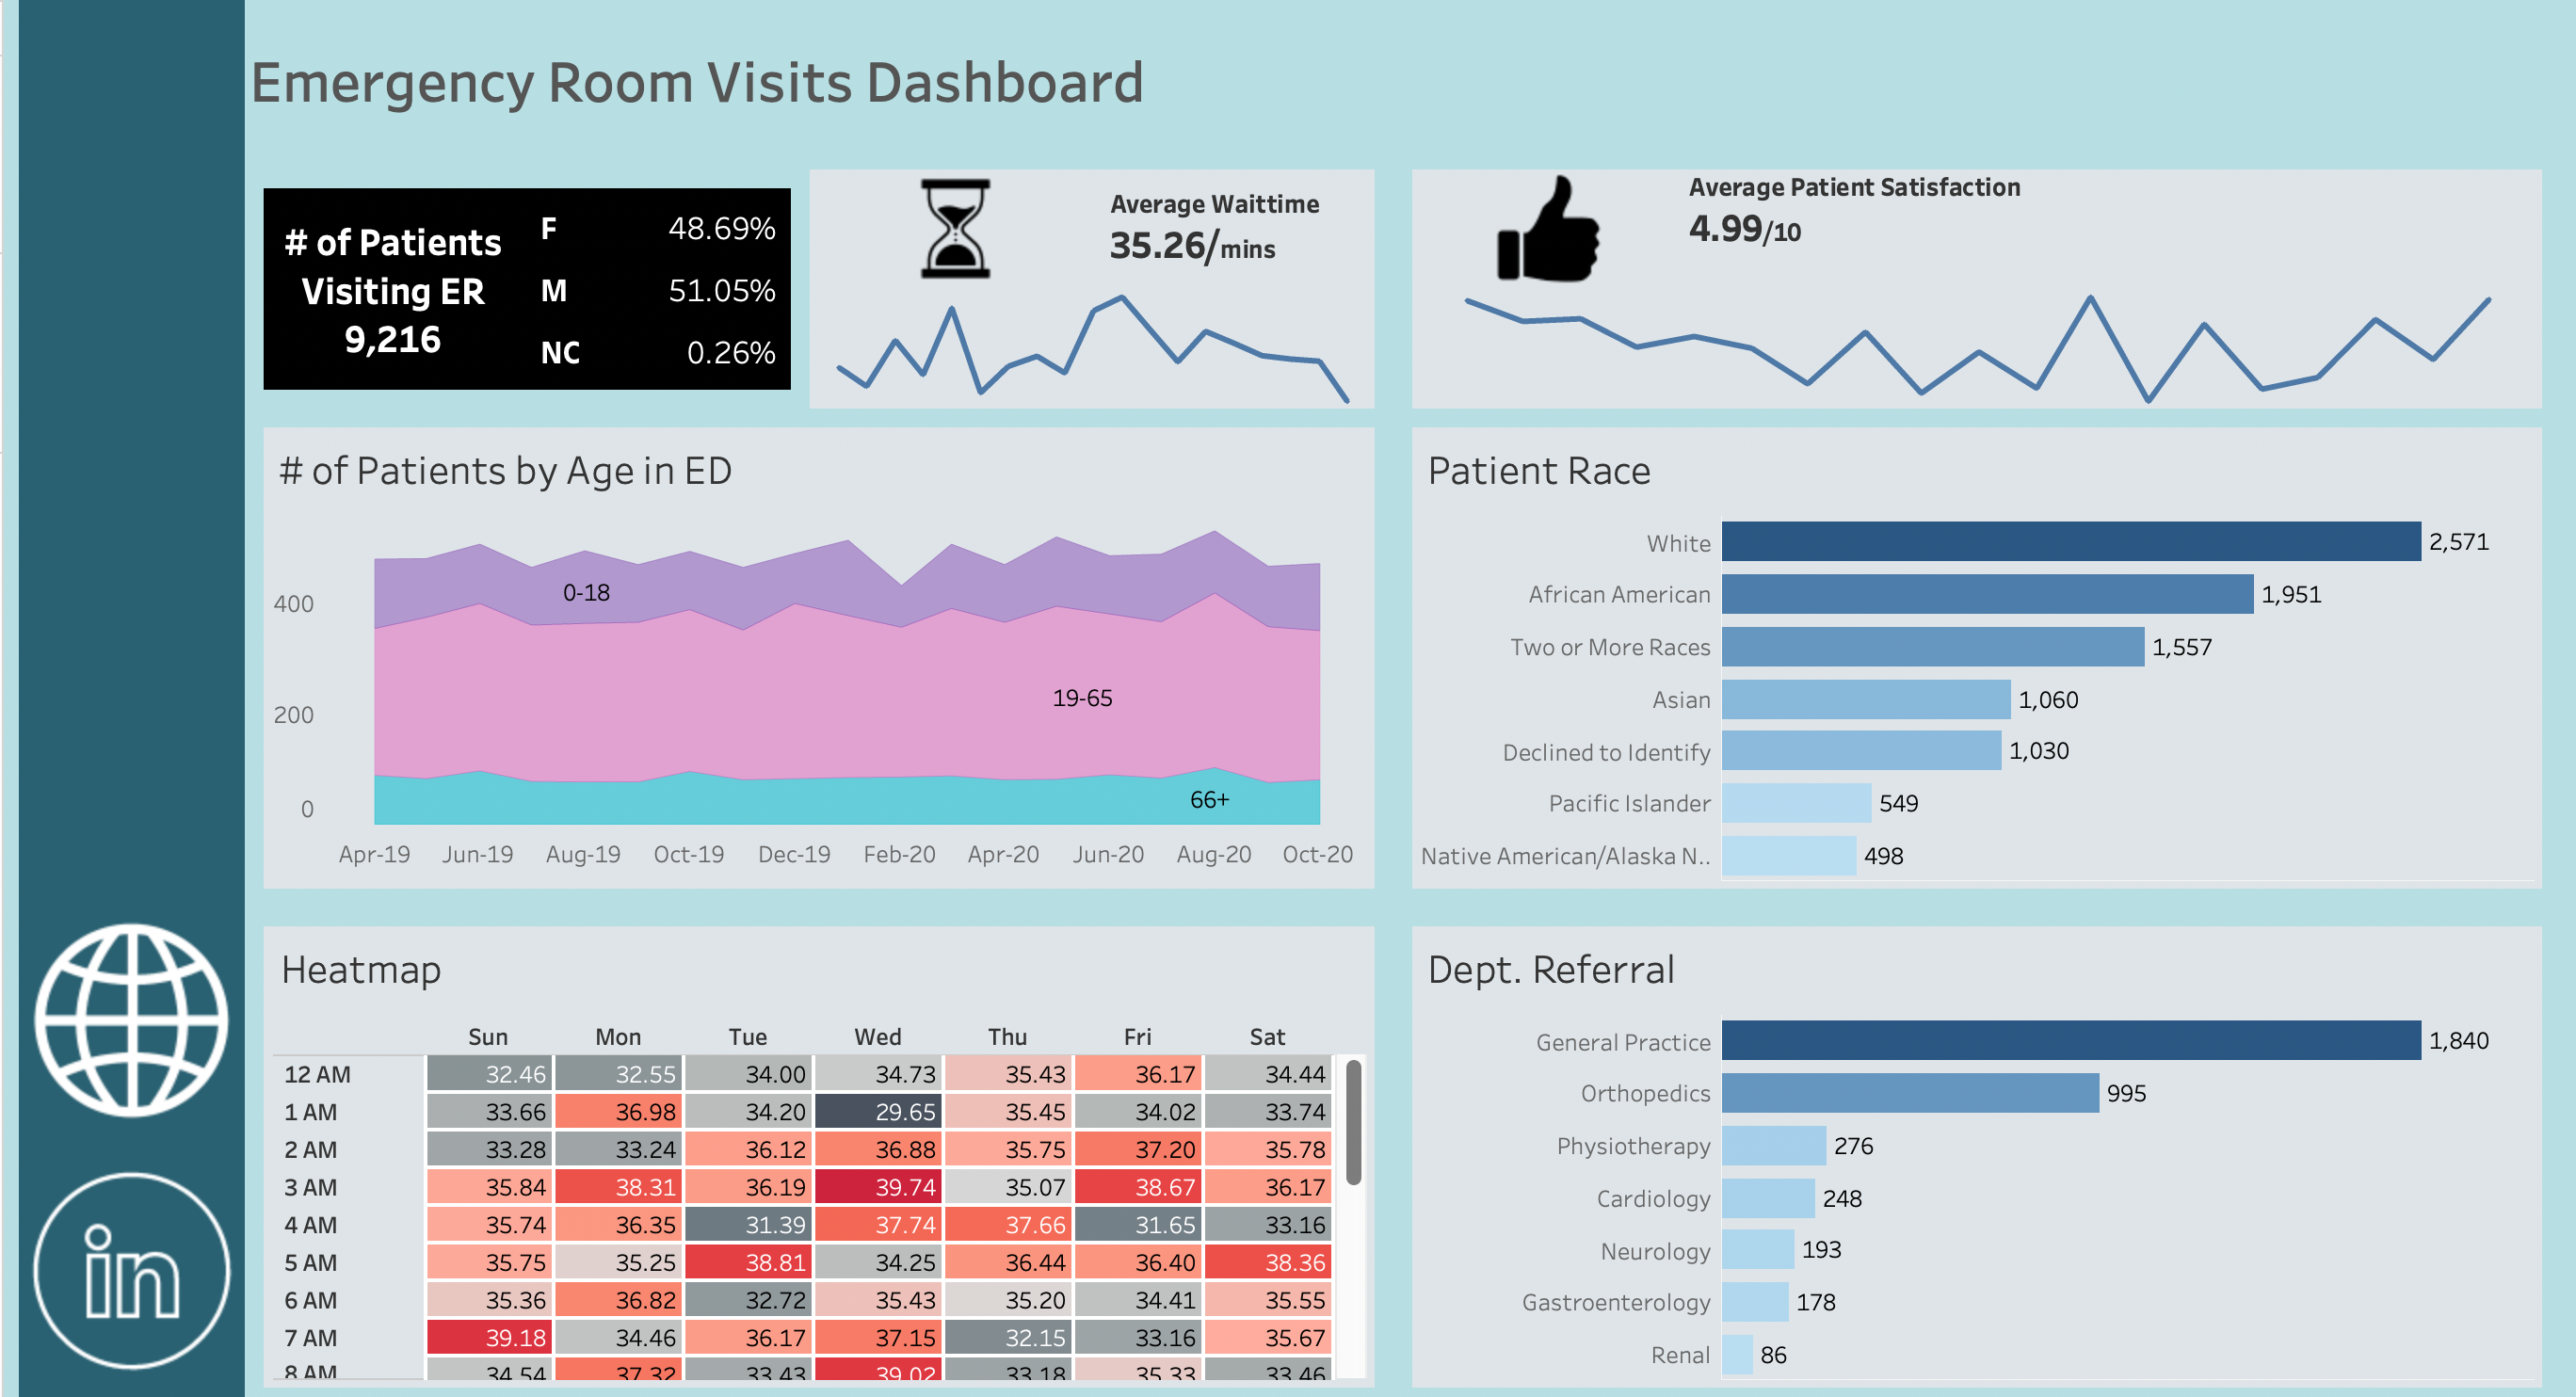 Emergency Room Visits Dashboard
# of Patients
Visiting ER
9,216
F 48.69%
M 51.05%
NC 0.26%
Average Waittime
35.26/mins
Average Patient Satisfaction
4.99/10
# of Patients by Age in ED
400
200
0
0-18
19-65
66+
Apr-19 Jun-19 Aug-19 Oct-19 Dec-19 Feb-20 Apr-20 Jun-20 Aug-20 Oct-20
Patient Race
White 2,571
African American 1,951
Two or More Races 1,557
Asian 1,060
Declined to Identify 1,030
Pacific Islander 549
Native American/Alaska N.. 498
Heatmap
Sun Mon Tue Wed Thu Fri Sat
12 AM 32.46 32.55 34.00 34.73 35.43 36.17 34.44
1 AM 33.66 36.98 34.20 29.65 35.45 34.02 33.74
2 AM 33.28 33.24 36.12 36.88 35.75 37.20 35.78
3 AM 35.84 38.31 36.19 39.74 35.07 38.67 36.17
4 AM 35.74 36.35 31.39 37.74 37.66 31.65 33.16
5 AM 35.75 35.25 38.81 34.25 36.44 36.40 38.36
6 AM 35.36 36.82 32.72 35.43 35.20 34.41 35.55
7 AM 39.18 34.46 36.17 37.15 32.15 33.16 35.67
8 AM 34.54 37.32 33.43 39.02 33.18 35.33 33.46
Dept. Referral
General Practice 1,840
Orthopedics 995
Physiotherapy 276
Cardiology 248
Neurology 193
Gastroenterology 178
Renal 86
in